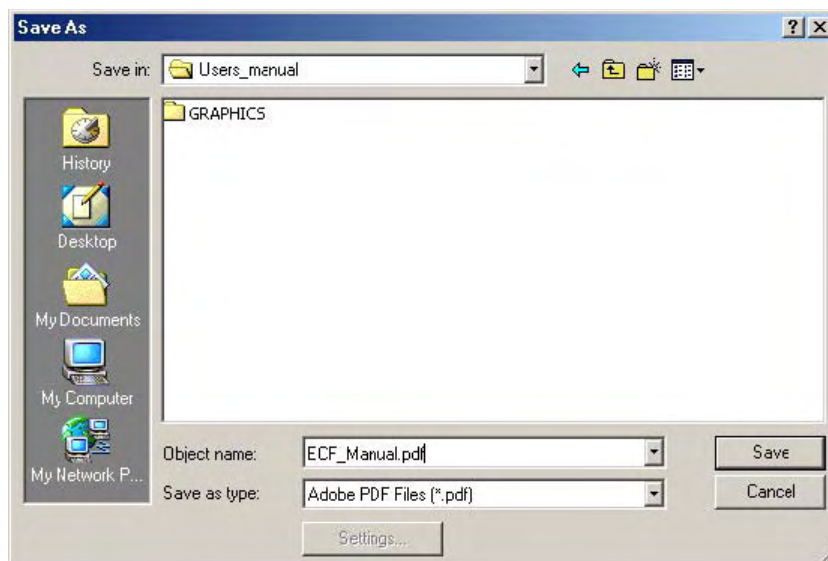 Save As
Save in:
Users_manual
GRAPHICS
History
Desktop
My Documents
My Computer
My Network P...
Object name:
ECF_Manual.pdf
Save
Save as type:
Adobe PDF Files (*.pdf)
Cancel
Settings...